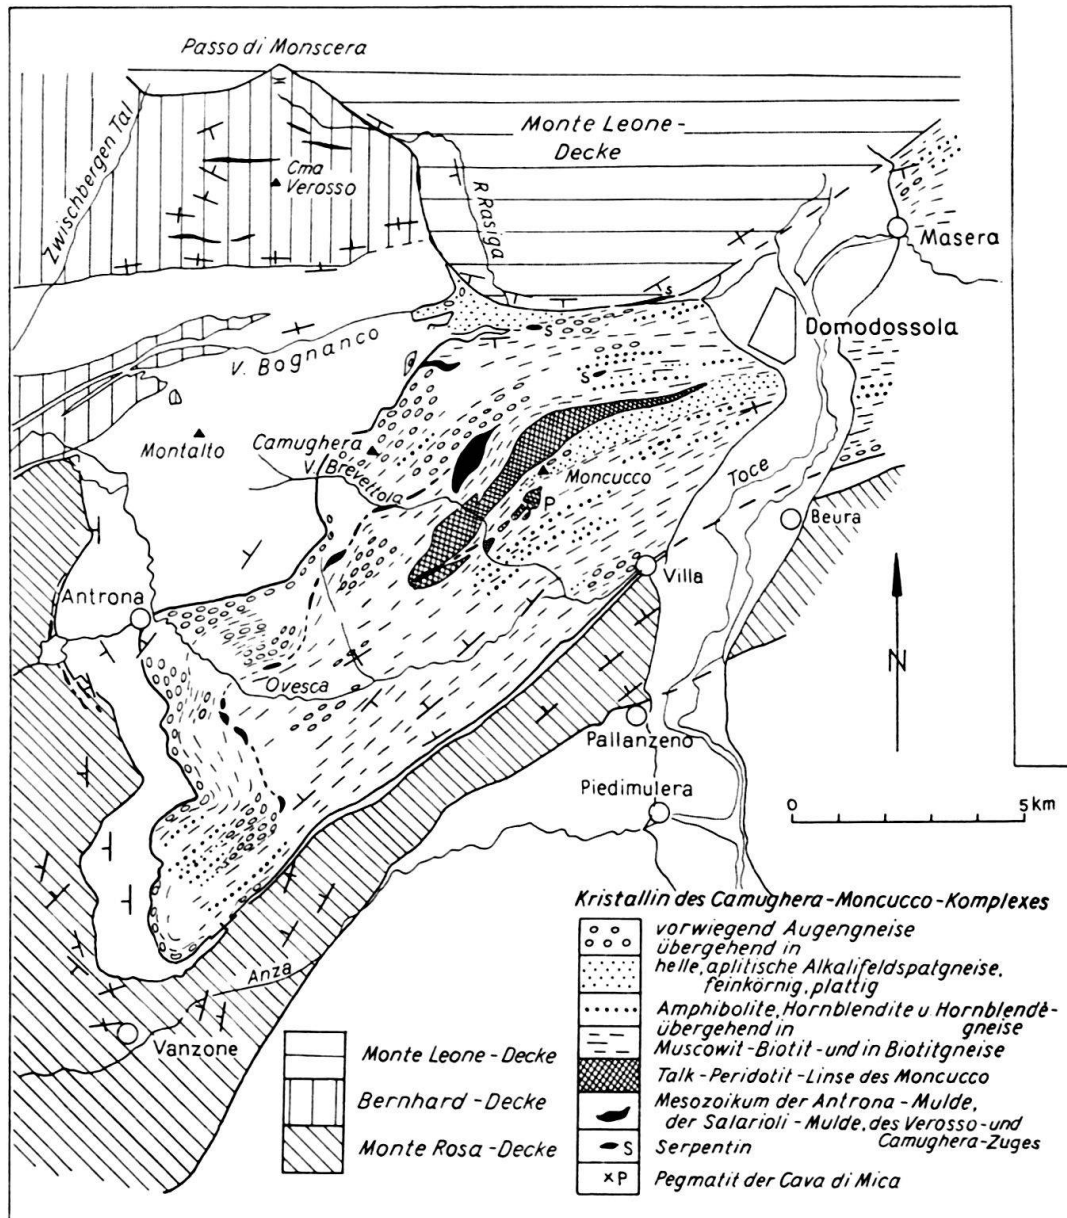 Passo di Monscera
Monte Leone-
Decke
Zwischbergen Tal
Cma
Verosso
R Rasiga
Masera
s
Domodossola
V. Bognanco
s
s
Montalto
Camughera
V. Brevettola
Moncucco
P
Toce
Beura
Villa
Antrona
N
Ovesca
Pallanzeno
Piedimulera
0
5 km
Anza
Vanzone
Monte Leone-Decke
Bernhard-Decke
Monte Rosa-Decke
Kristallin des Camughera-Moncucco-Komplexes
vorwiegend Augengneise
übergehend in
helle, aplitische Alkalifeldspatgneise,
feinkörnig, plattig
Amphibolite, Hornblendite u Hornblende-
übergehend in gneise
Muscowit-Biotit-und in Biotitgneise
Talk-Peridotit-Linse des Moncucco
Mesozoikum der Antrona-Mulde,
der Salarioli-Mulde, des Verosso-und
Camughera-Zuges
S Serpentin
xP Pegmatit der Cava di Mica